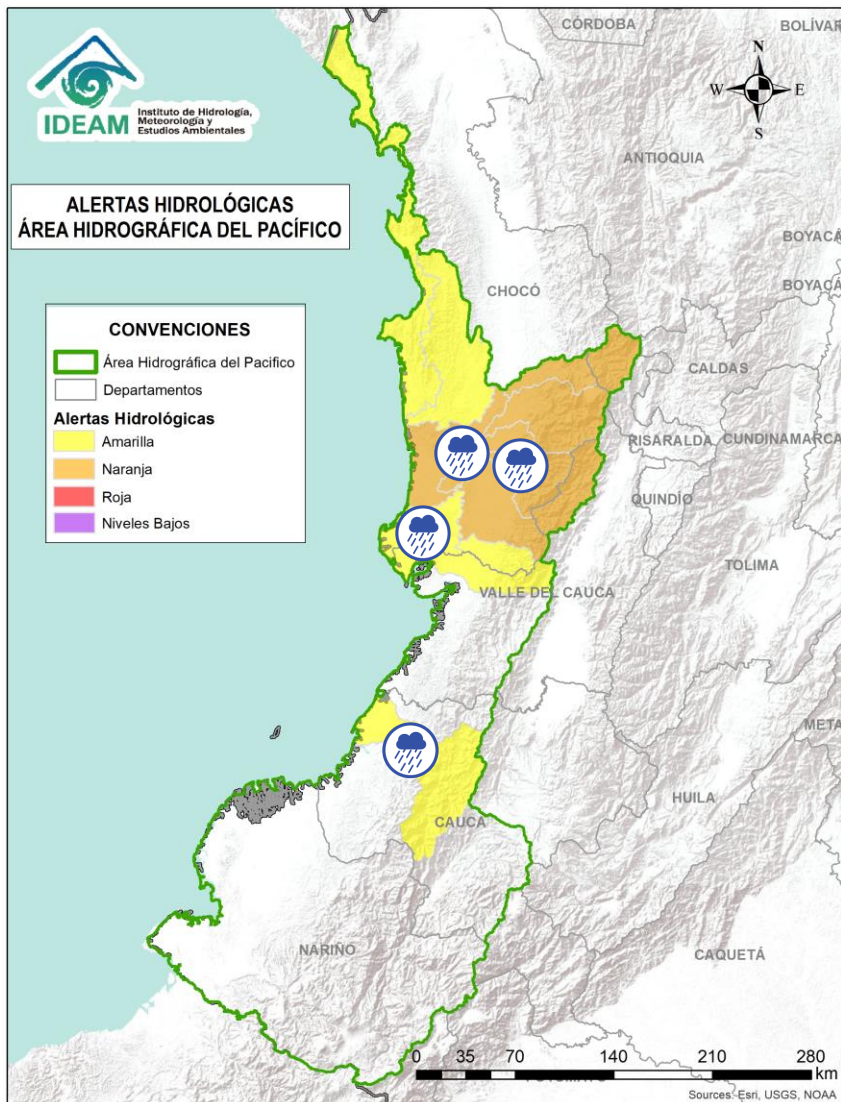 CÓRDOBA
BOLÍVAR
IDEAM
Instituto de Hidrología,
Meteorología y
Estudios Ambientales
N
W E
S
ANTIOQUIA
ALERTAS HIDROLÓGICAS
ÁREA HIDROGRÁFICA DEL PACÍFICO
BOYACÁ
BOYACÁ
CHOCÓ
CONVENCIONES
Área Hidrográfica del Pacifico
Departamentos
Alertas Hidrológicas
Amarilla
Naranja
Roja
Niveles Bajos
CALDAS
RISARALDA
CUNDINAMARCA
QUINDÍO
TOLIMA
VALLE DEL CAUCA
META
HUILA
CAUCA
NARIÑO
CAQUETÁ
0 35 70 140 210 280
km
Sources: Esri, USGS, NOAA